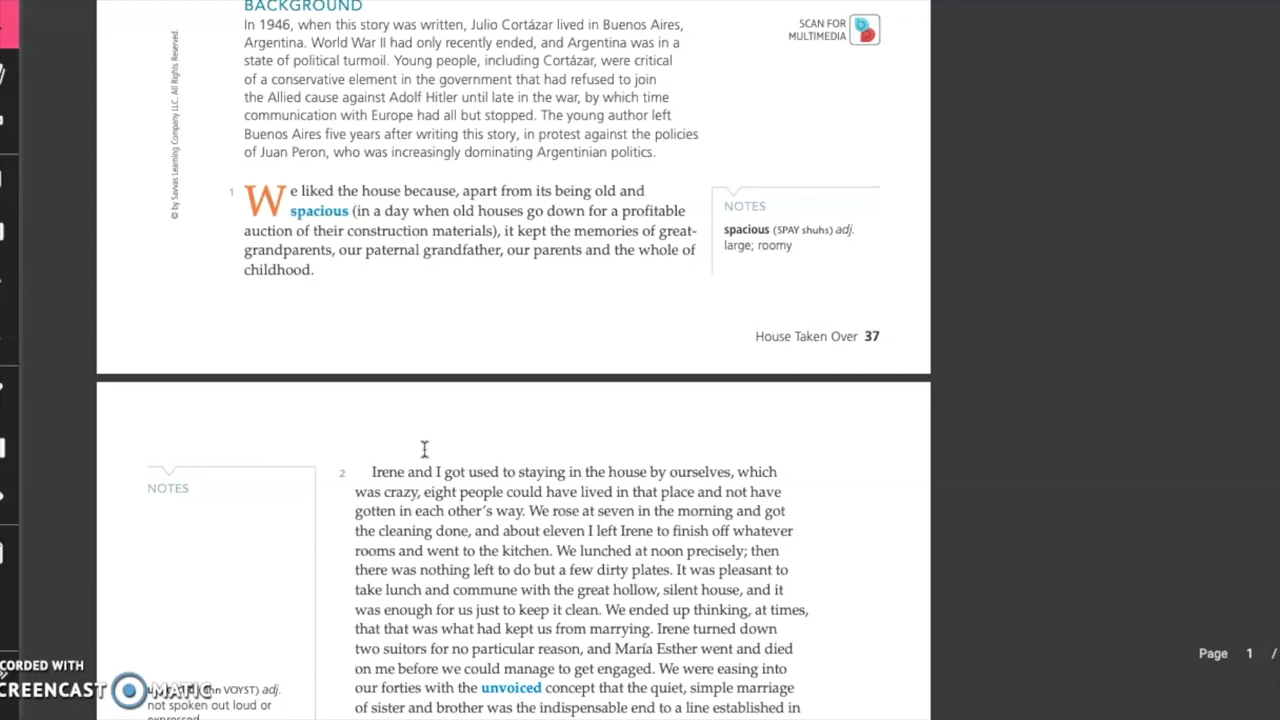 BACKGROUND
In 1946, when this story was written, Julio Cortázar lived in Buenos Aires,
Argentina. World War II had only recently ended, and Argentina was in a
state of political turmoil. Young people, including Cortázar, were critical
of a conservative element in the government that had refused to join
the Allied cause against Adolf Hitler until late in the war, by which time
communication with Europe had all but stopped. The young author left
Buenos Aires five years after writing this story, in protest against the policies
of Juan Peron, who was increasingly dominating Argentinian politics.
SCAN FOR
MULTIMEDIA
© by Savvas Learning Company LLC. All Rights Reserved.
1
We liked the house because, apart from its being old and
spacious (in a day when old houses go down for a profitable
auction of their construction materials), it kept the memories of great-
grandparents, our paternal grandfather, our parents and the whole of
childhood.
NOTES
spacious (SPAY shuhs) adj.
large; roomy
House Taken Over 37
NOTES
2
Irene and I got used to staying in the house by ourselves, which
was crazy, eight people could have lived in that place and not have
gotten in each other's way. We rose at seven in the morning and got
the cleaning done, and about eleven I left Irene to finish off whatever
rooms and went to the kitchen. We lunched at noon precisely; then
there was nothing left to do but a few dirty plates. It was pleasant to
take lunch and commune with the great hollow, silent house, and it
was enough for us just to keep it clean. We ended up thinking, at times,
that that was what had kept us from marrying. Irene turned down
two suitors for no particular reason, and María Esther went and died
on me before we could manage to get engaged. We were easing into
our forties with the unvoiced concept that the quiet, simple marriage
of sister and brother was the indispensable end to a line established in
VOYST) adj.
not spoken out loud or
Page 1 /
CORDED WITH
SCREENCAST MATIC